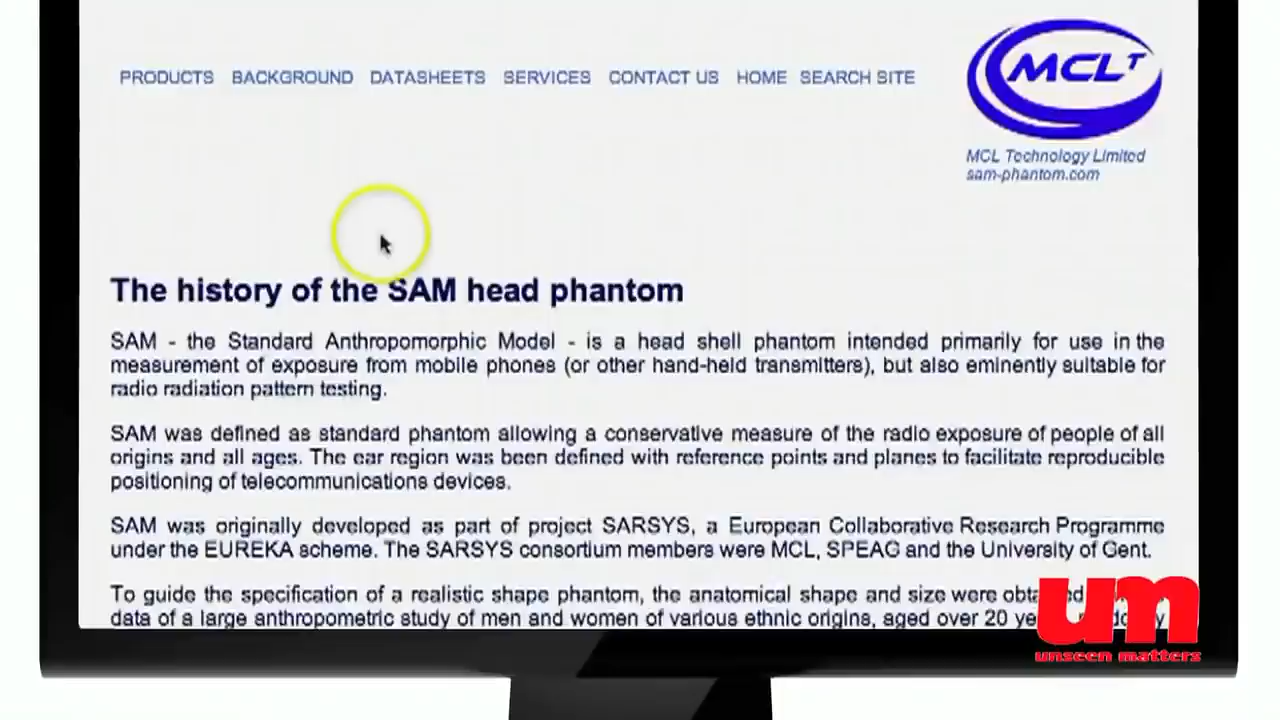 PRODUCTS BACKGROUND DATASHEETS SERVICES CONTACT US HOME SEARCH SITE
MCLT
MCL Technology Limited
sam-phantom.com
The history of the SAM head phantom
SAM - the Standard Anthropomorphic Model - is a head shell phantom intended primarily for use in the
measurement of exposure from mobile phones (or other hand-held transmitters), but also eminently suitable for
radio radiation pattern testing.
SAM was defined as standard phantom allowing a conservative measure of the radio exposure of people of all
origins and all ages. The ear region was been defined with reference points and planes to facilitate reproducible
positioning of telecommunications devices.
SAM was originally developed as part of project SARSYS, a European Collaborative Research Programme
under the EUREKA scheme. The SARSYS consortium members were MCL, SPEAG and the University of Gent.
To guide the specification of a realistic shape phantom, the anatomical shape and size were
data of a large anthropometric study of men and women of various ethnic origins, aged over 20
um
unseen matters